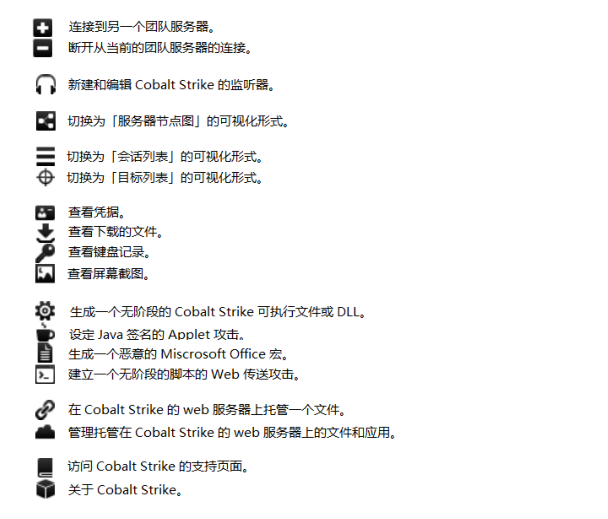 连接到另一个团队服务器。
断开从当前的团队服务器的连接。
新建和编辑 Cobalt Strike 的监听器。
切换为「服务器节点图」的可视化形式。
切换为「会话列表」的可视化形式。
切换为「目标列表」的可视化形式。
查看凭据。
查看下载的文件。
查看键盘记录。
查看屏幕截图。
生成一个无阶段的 Cobalt Strike 可执行文件或 DLL。
设定 Java 签名的 Applet 攻击。
生成一个恶意的 Miscrosoft Office 宏。
建立一个无阶段的脚本的 Web 传送攻击。
在 Cobalt Strike 的 web 服务器上托管一个文件。
管理托管在 Cobalt Strike 的 web 服务器上的文件和应用。
访问 Cobalt Strike 的支持页面。
关于 Cobalt Strike。